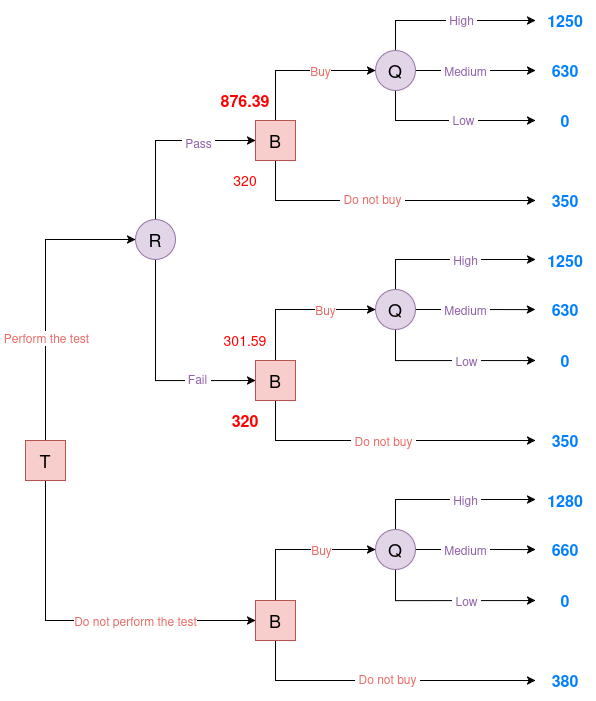 High
1250
Buy
Q
Medium
630
876.39
Low
0
B
Pass
320
Do not buy
350
R
High
1250
Buy
Q
Medium
630
Perform the test
301.59
Low
0
Fail
B
320
Do not buy
350
T
High
1280
Buy
Q
Medium
660
Low
0
Do not perform the test
B
Do not buy
380